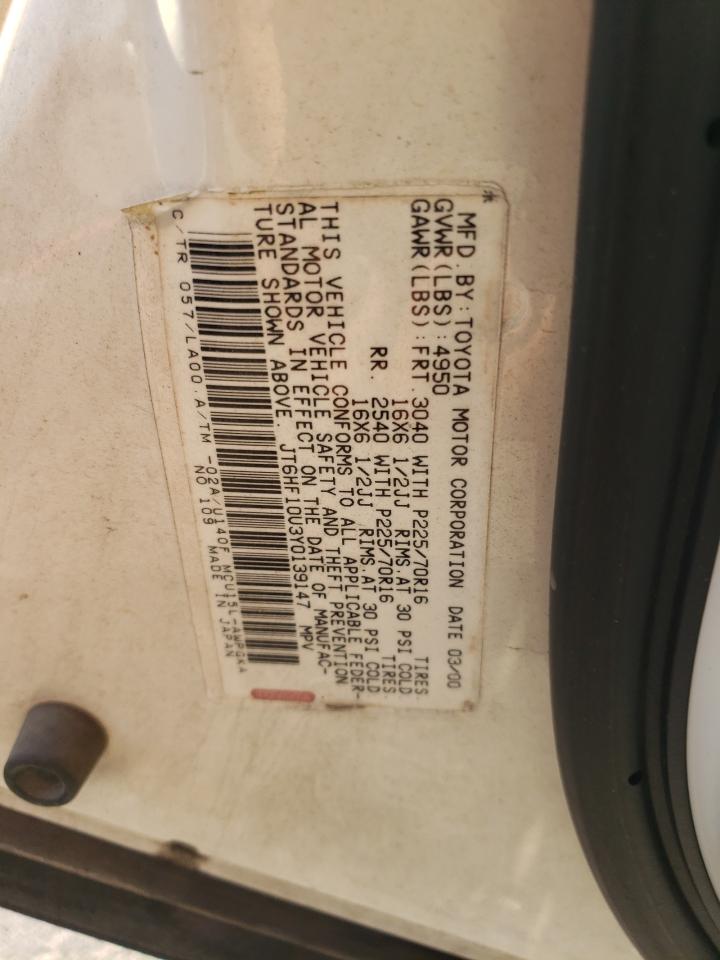 MFD. BY: TOYOTA MOTOR CORPORATION DATE 03/00
GVWR(LBS): 4950
GAWR(LBS): FRT. 3040 WITH P225/70R16 TIRES.
16X6 1/2JJ RIMS.AT 30 PSI COLD
RR. 2540 WITH P225/70R16 TIRES
16X6 1/2JJ RIMS.AT 30 PSI COLD
THIS VEHICLE CONFORMS TO ALL APPLICABLE FEDER-
AL MOTOR VEHICLE SAFETY AND THEFT PREVENTION
STANDARDS IN EFFECT ON THE DATE OF MANUFAC-
TURE SHOWN ABOVE. JT6HF10U3Y0139147 MPV
C/TR 057/LA00.A/TM -02A/U140F MCU15L-AWPGKA
NO 109 MADE IN JAPAN